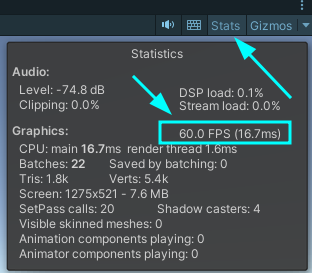 Stats Gizmos
Statistics
Audio:
Level: -74.8 dB DSP load: 0.1%
Clipping: 0.0% Stream load: 0.0%
Graphics: 60.0 FPS (16.7ms)
CPU: main 16.7ms render thread 1.6ms
Batches: 22 Saved by batching: 0
Tris: 1.8k Verts: 5.4k
Screen: 1275x521 - 7.6 MB
SetPass calls: 20 Shadow casters: 4
Visible skinned meshes: 0
Animation components playing: 0
Animator components playing: 0